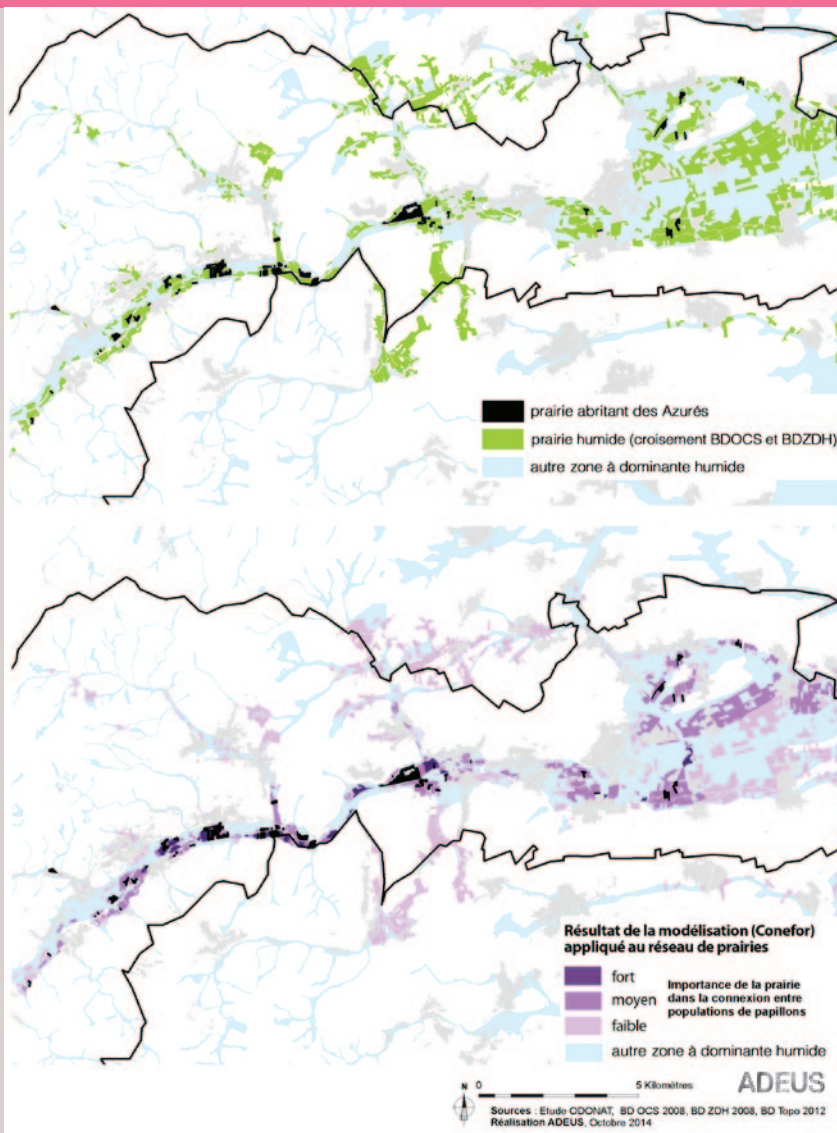 prairie abritant des Azurés
prairie humide (croisement BDOCS et BDZDH)
autre zone à dominante humide
Résultat de la modélisation (Conefor)
appliqué au réseau de prairies
fort
moyen
faible
Importance de la prairie
dans la connexion entre
populations de papillons
autre zone à dominante humide
N
0
5 Kilomètres
ADEUS
Sources : Etude ODONAT, BD OCS 2008, BD ZDH 2008, BD Topo 2012
Réalisation ADEUS, Octobre 2014